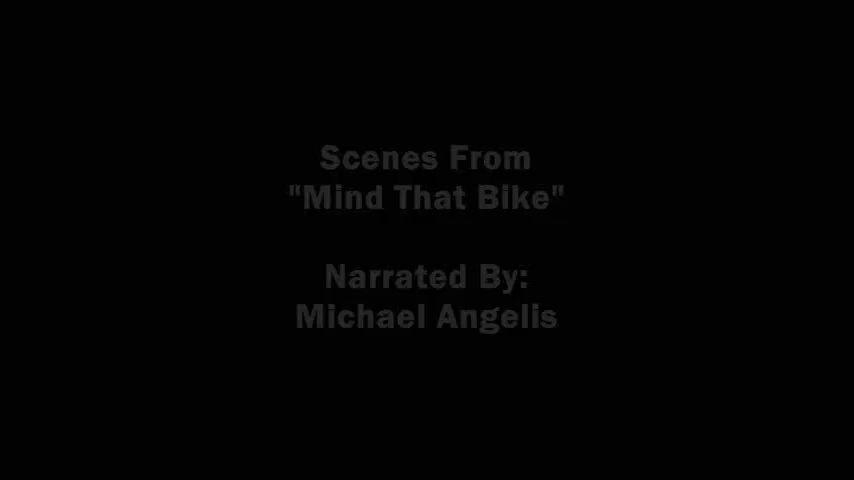 Scenes From
"Mind That Bike"
Narrated By:
Michael Angelis